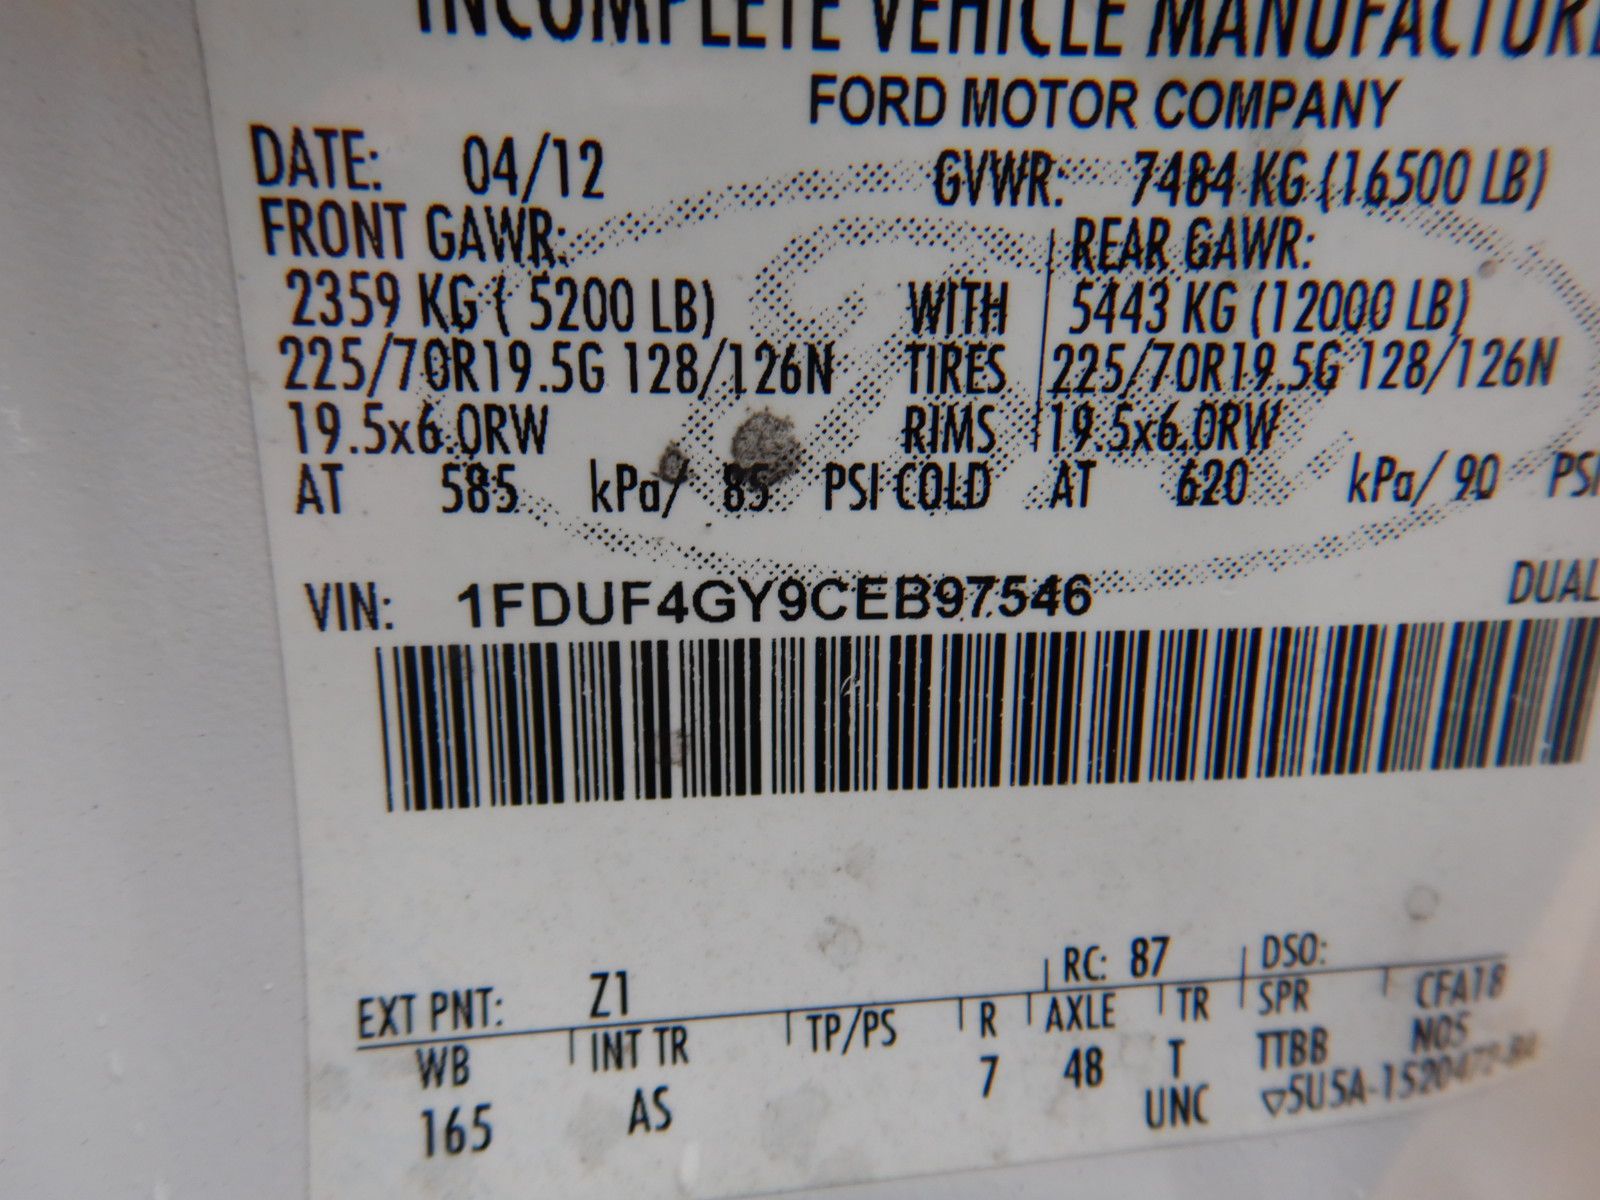 INCOMPLETE VEHICLE MANUFACTURE
FORD MOTOR COMPANY
DATE: 04/12 GVWR: 7484 KG (16500 LB)
FRONT GAWR: REAR GAWR:
2359 KG ( 5200 LB) WITH 5443 KG (12000 LB)
225/70R19.5G 128/126N TIRES 225/70R19.5G 128/126N
19.5x6.0RW RIMS 19.5x6.0RW
AT 585 kPa/ 85 PSI COLD AT 620 kPa/ 90 PSI
VIN: 1FDUF4GY9CEB97546 DUAL
EXT PNT: Z1 RC: 87 DSO:
WB INT TR TP/PS R AXLE TR SPR CFA18
165 AS 7 48 T TTBB N05
UNC